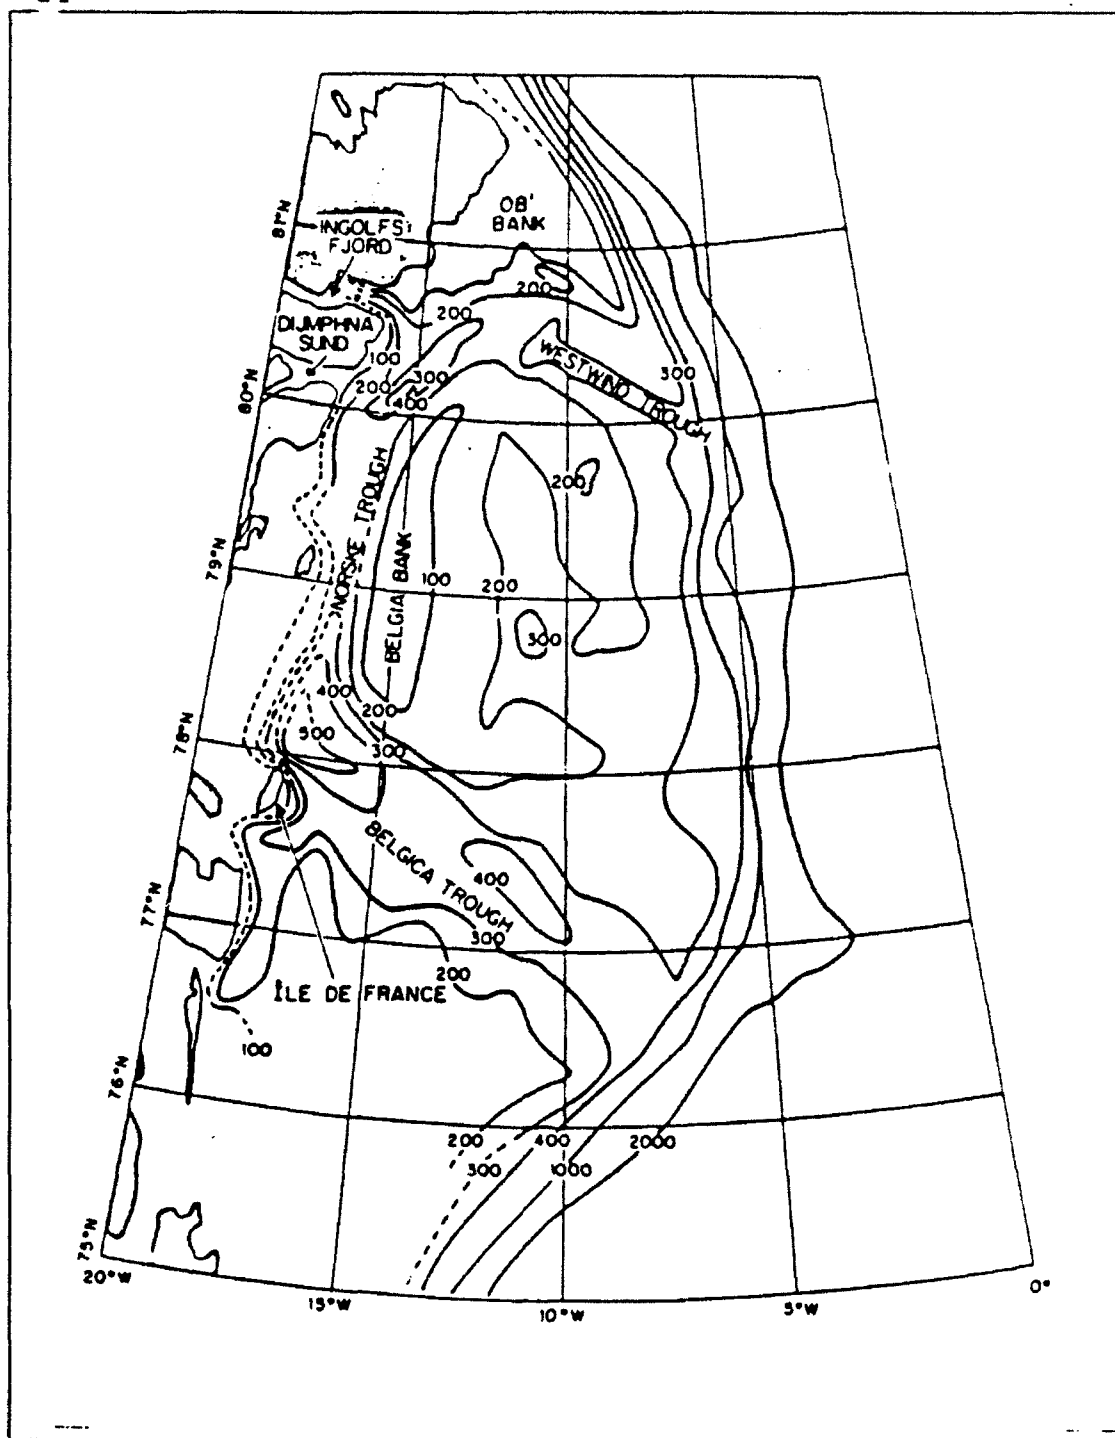 OB'
BANK
81°N
INGOLFS
FJORD
200
200
DIJMPHNA
SUND
100
WESTWIND TROUGH
300
300
200
400
80°N
NORSKE TROUGH
200
BELGIA BANK
100
200
79°N
300
400
200
500
300
78°N
BELGICA TROUGH
400
77°N
300
200
ÎLE DE FRANCE
100
76°N
200
400
2000
300
1000
75°N
20°W
15°W
10°W
5°W
0°